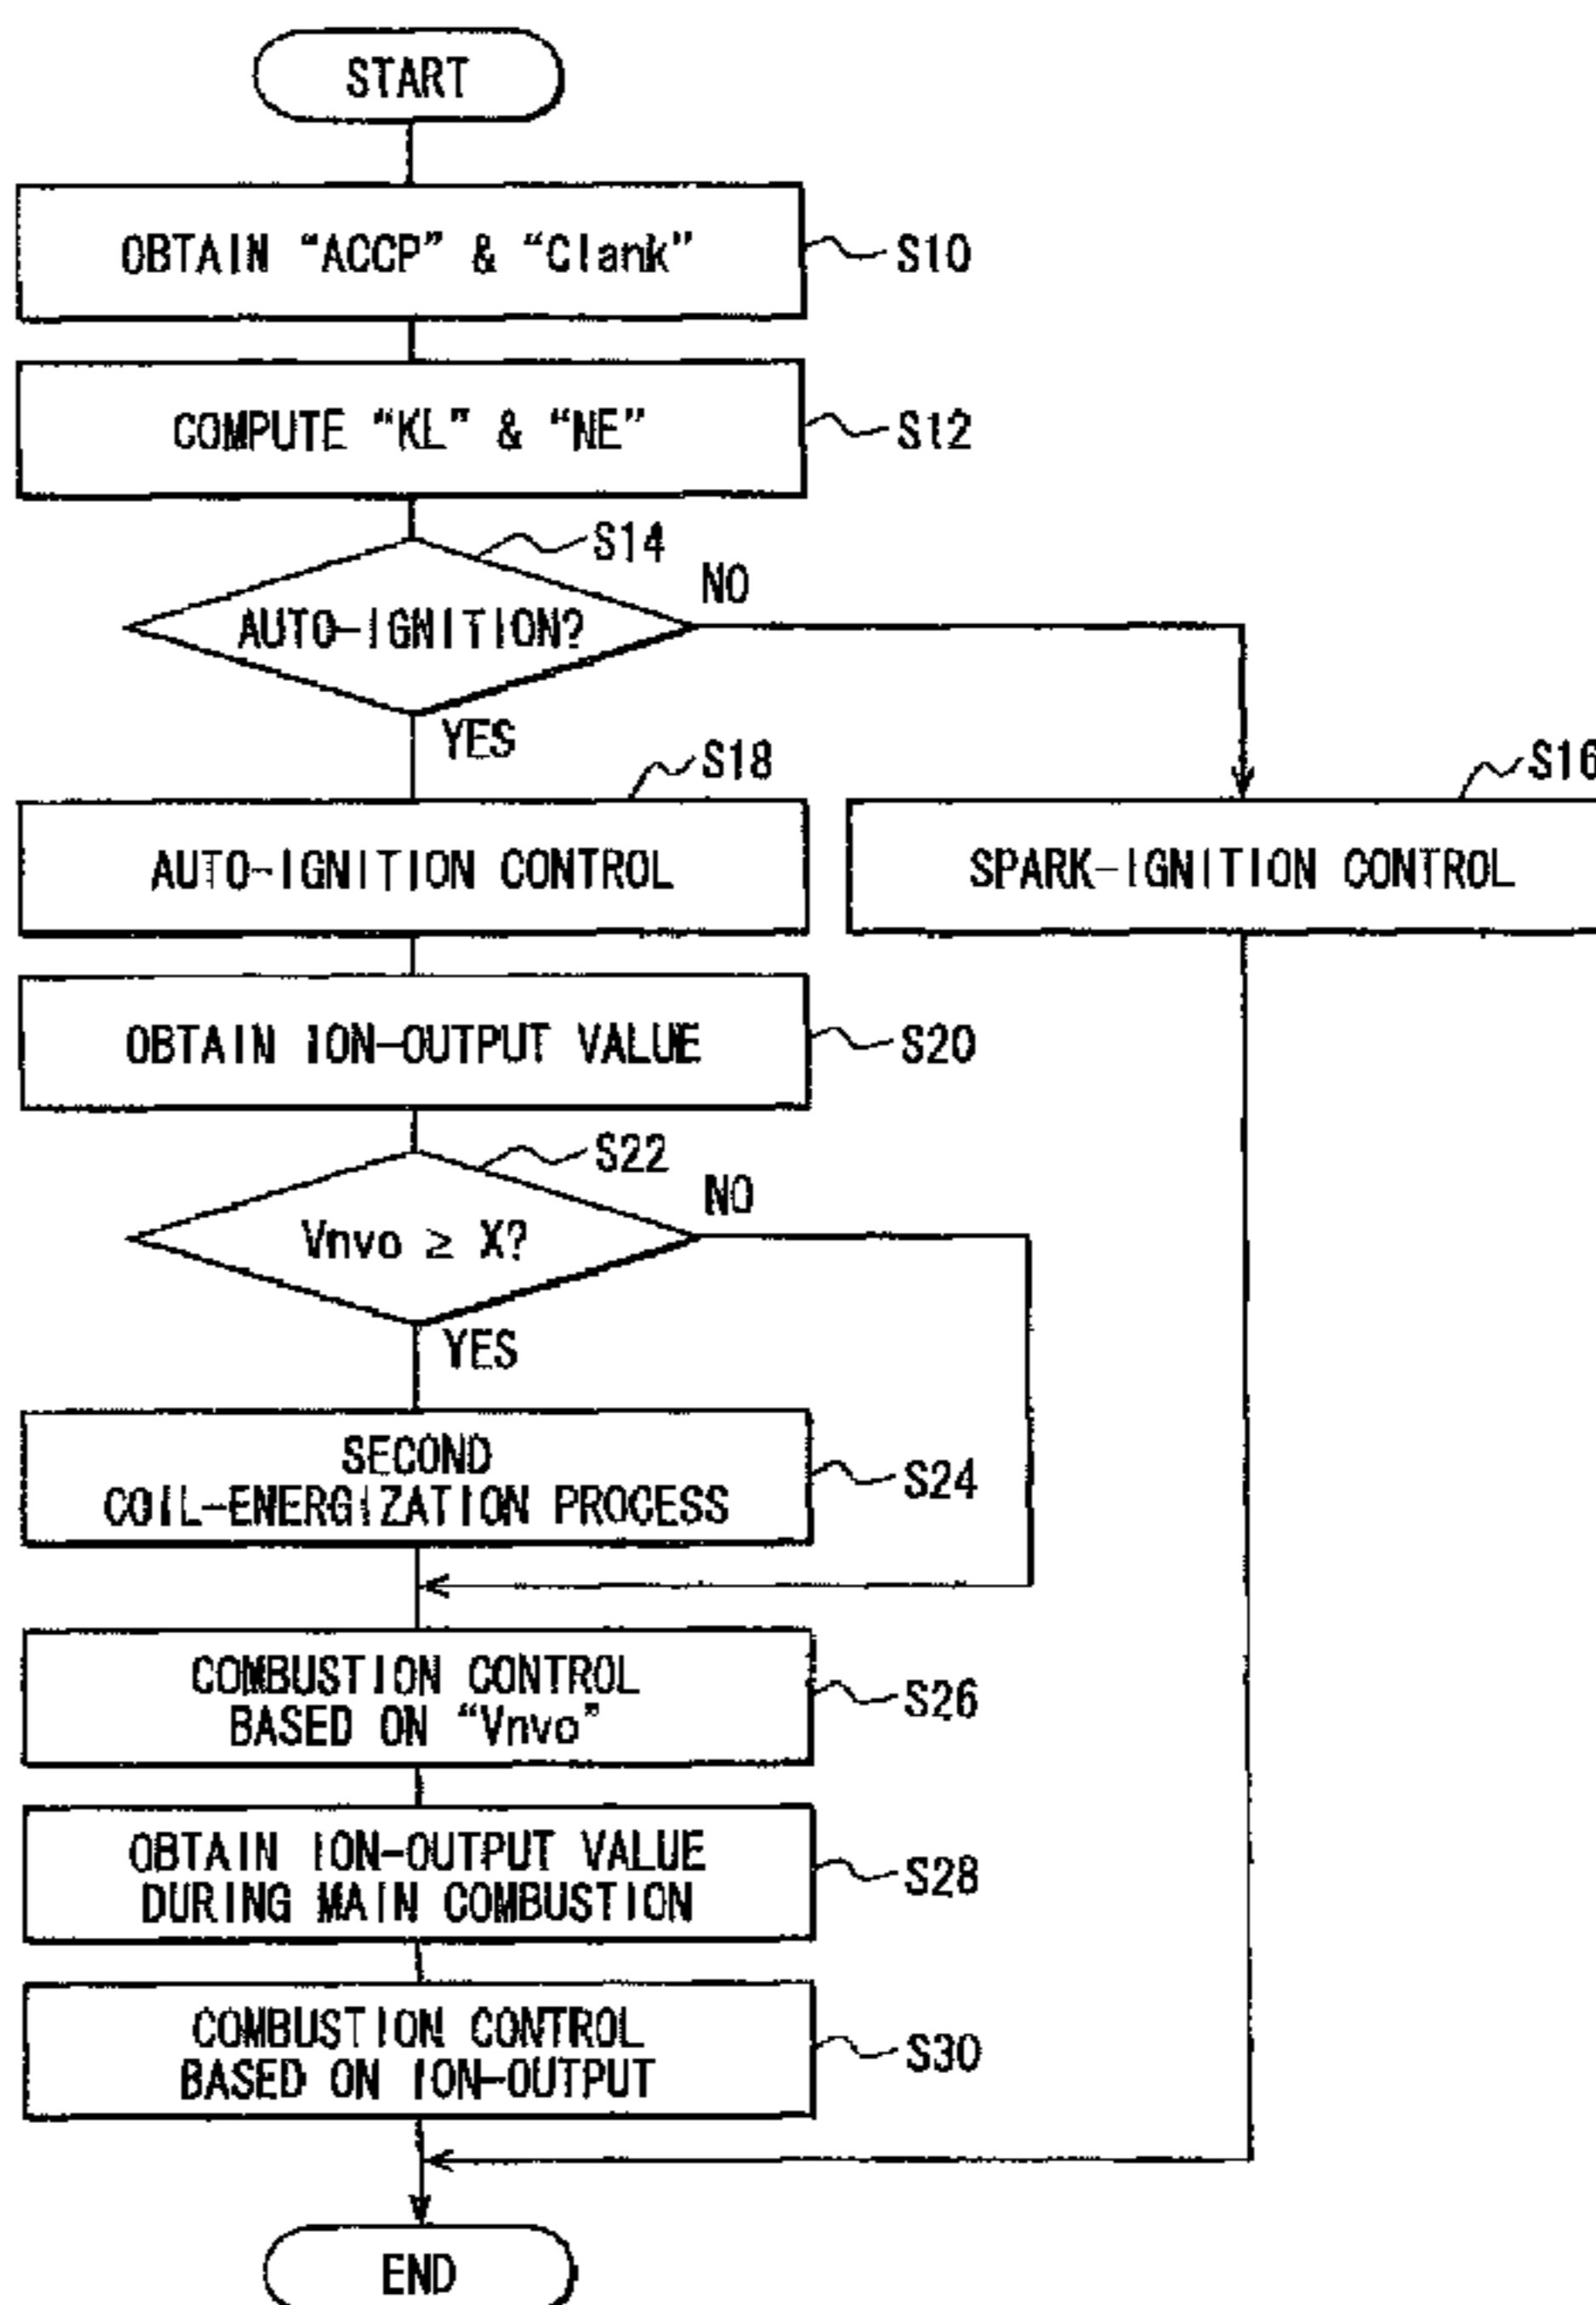 START
OBTAIN “ACCP” & “Clank”
S10
COMPUTE “KL” & “NE”
S12
S14
AUTO-IGNITION?
NO
YES
S18
S16
AUTO-IGNITION CONTROL
SPARK-IGNITION CONTROL
OBTAIN ION-OUTPUT VALUE
S20
S22
Vnvo ≥ X?
NO
YES
SECOND
COIL-ENERGIZATION PROCESS
S24
COMBUSTION CONTROL
BASED ON “Vnvo”
S26
OBTAIN ION-OUTPUT VALUE
DURING MAIN COMBUSTION
S28
COMBUSTION CONTROL
BASED ON ION-OUTPUT
S30
END